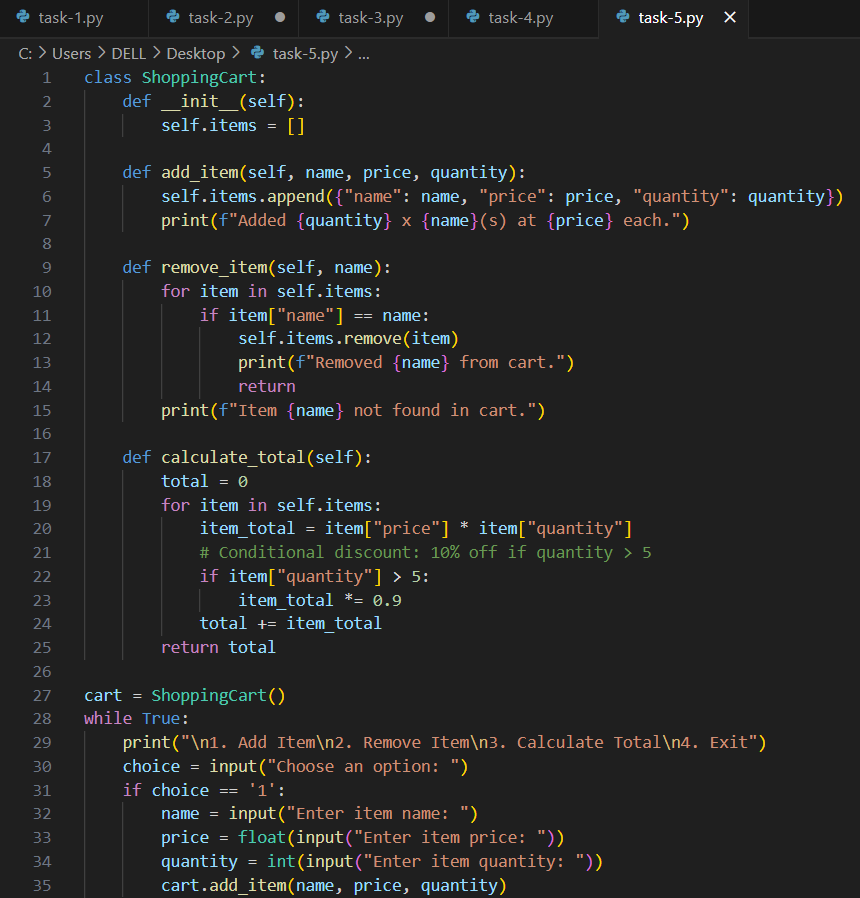 task-1.py task-2.py task-3.py task-4.py task-5.py
C: > Users > DELL > Desktop > task-5.py > ...
1 class ShoppingCart:
2     def __init__(self):
3         self.items = []
4
5     def add_item(self, name, price, quantity):
6         self.items.append({"name": name, "price": price, "quantity": quantity})
7         print(f"Added {quantity} x {name}(s) at {price} each.")
8
9     def remove_item(self, name):
10         for item in self.items:
11             if item["name"] == name:
12                 self.items.remove(item)
13                 print(f"Removed {name} from cart.")
14                 return
15         print(f"Item {name} not found in cart.")
16
17     def calculate_total(self):
18         total = 0
19         for item in self.items:
20             item_total = item["price"] * item["quantity"]
21             # Conditional discount: 10% off if quantity > 5
22             if item["quantity"] > 5:
23                 item_total *= 0.9
24             total += item_total
25         return total
26
27 cart = ShoppingCart()
28 while True:
29     print("\n1. Add Item\n2. Remove Item\n3. Calculate Total\n4. Exit")
30     choice = input("Choose an option: ")
31     if choice == '1':
32         name = input("Enter item name: ")
33         price = float(input("Enter item price: "))
34         quantity = int(input("Enter item quantity: "))
35         cart.add_item(name, price, quantity)